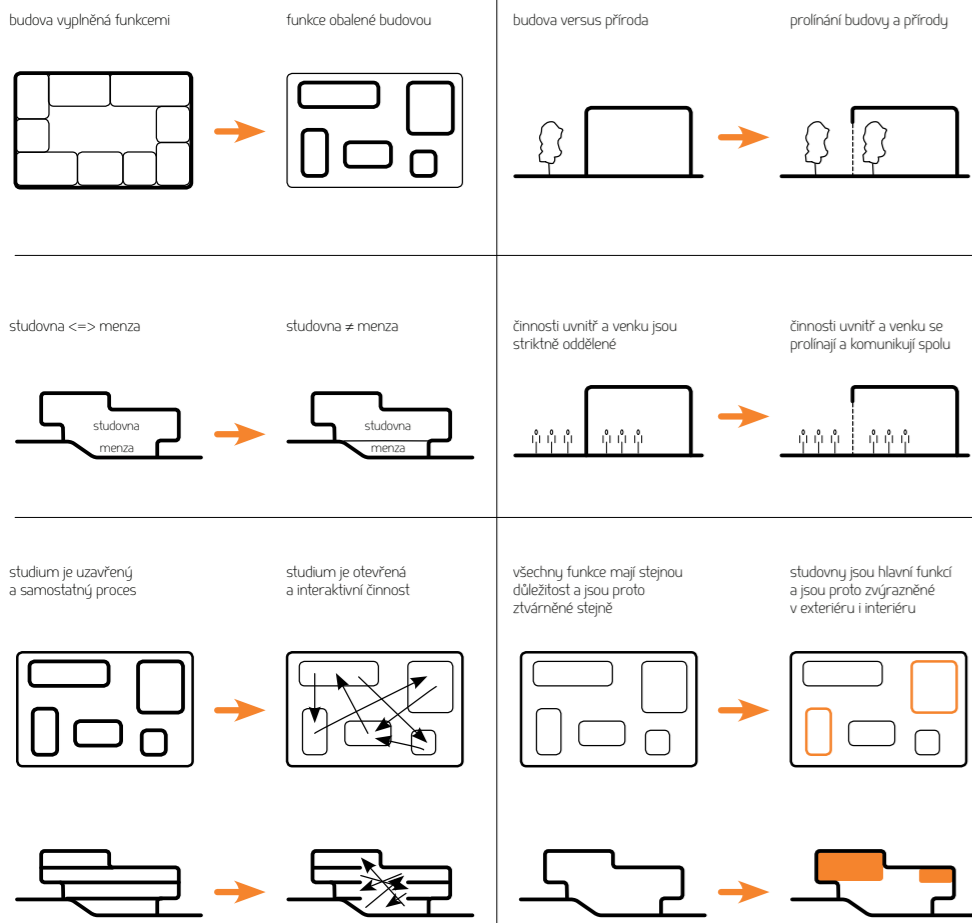 budova vyplněná funkcemi
funkce obalené budovou
budova versus příroda
prolínání budovy a přírody
studovna <=> menza
studovna ≠ menza
činnosti uvnitř a venku jsou
striktně oddělené
činnosti uvnitř a venku se
prolínají a komunikují spolu
studovna
menza
studovna
menza
studium je uzavřený
a samostatný proces
studium je otevřená
a interaktivní činnost
všechny funkce mají stejnou
důležitost a jsou proto
ztvárněné stejně
studovny jsou hlavní funkcí
a jsou proto zvýrazněné
v exteriéru i interiéru